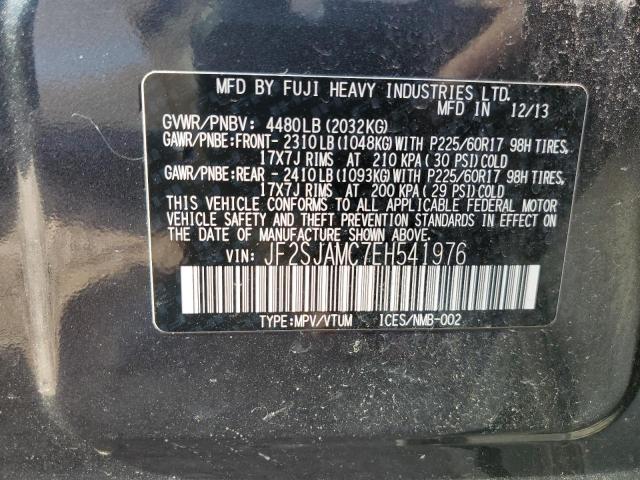 MFD BY FUJI HEAVY INDUSTRIES LTD.
MFD IN 12/13
GVWR/PNBV: 4480LB(2032KG)
GAWR/PNBE:FRONT- 2310LB(1048KG)WITH P225/60R17 98H TIRES,
17X7J RIMS AT 210 KPA( 30 PSI)COLD
GAWR/PNBE:REAR - 2410LB(1093KG)WITH P225/60R17 98H TIRES,
17X7J RIMS AT 200 KPA( 29 PSI)COLD
THIS VEHICLE CONFORMS TO ALL APPLICABLE FEDERAL MOTOR
VEHICLE SAFETY AND THEFT PREVENTION STANDARDS IN EFFECT ON
THE DATE OF MANUFACTURE SHOWN ABOVE.
VIN: JF2SJAMC7EH541976
TYPE:MPV/VTUM ICES/NMB-002